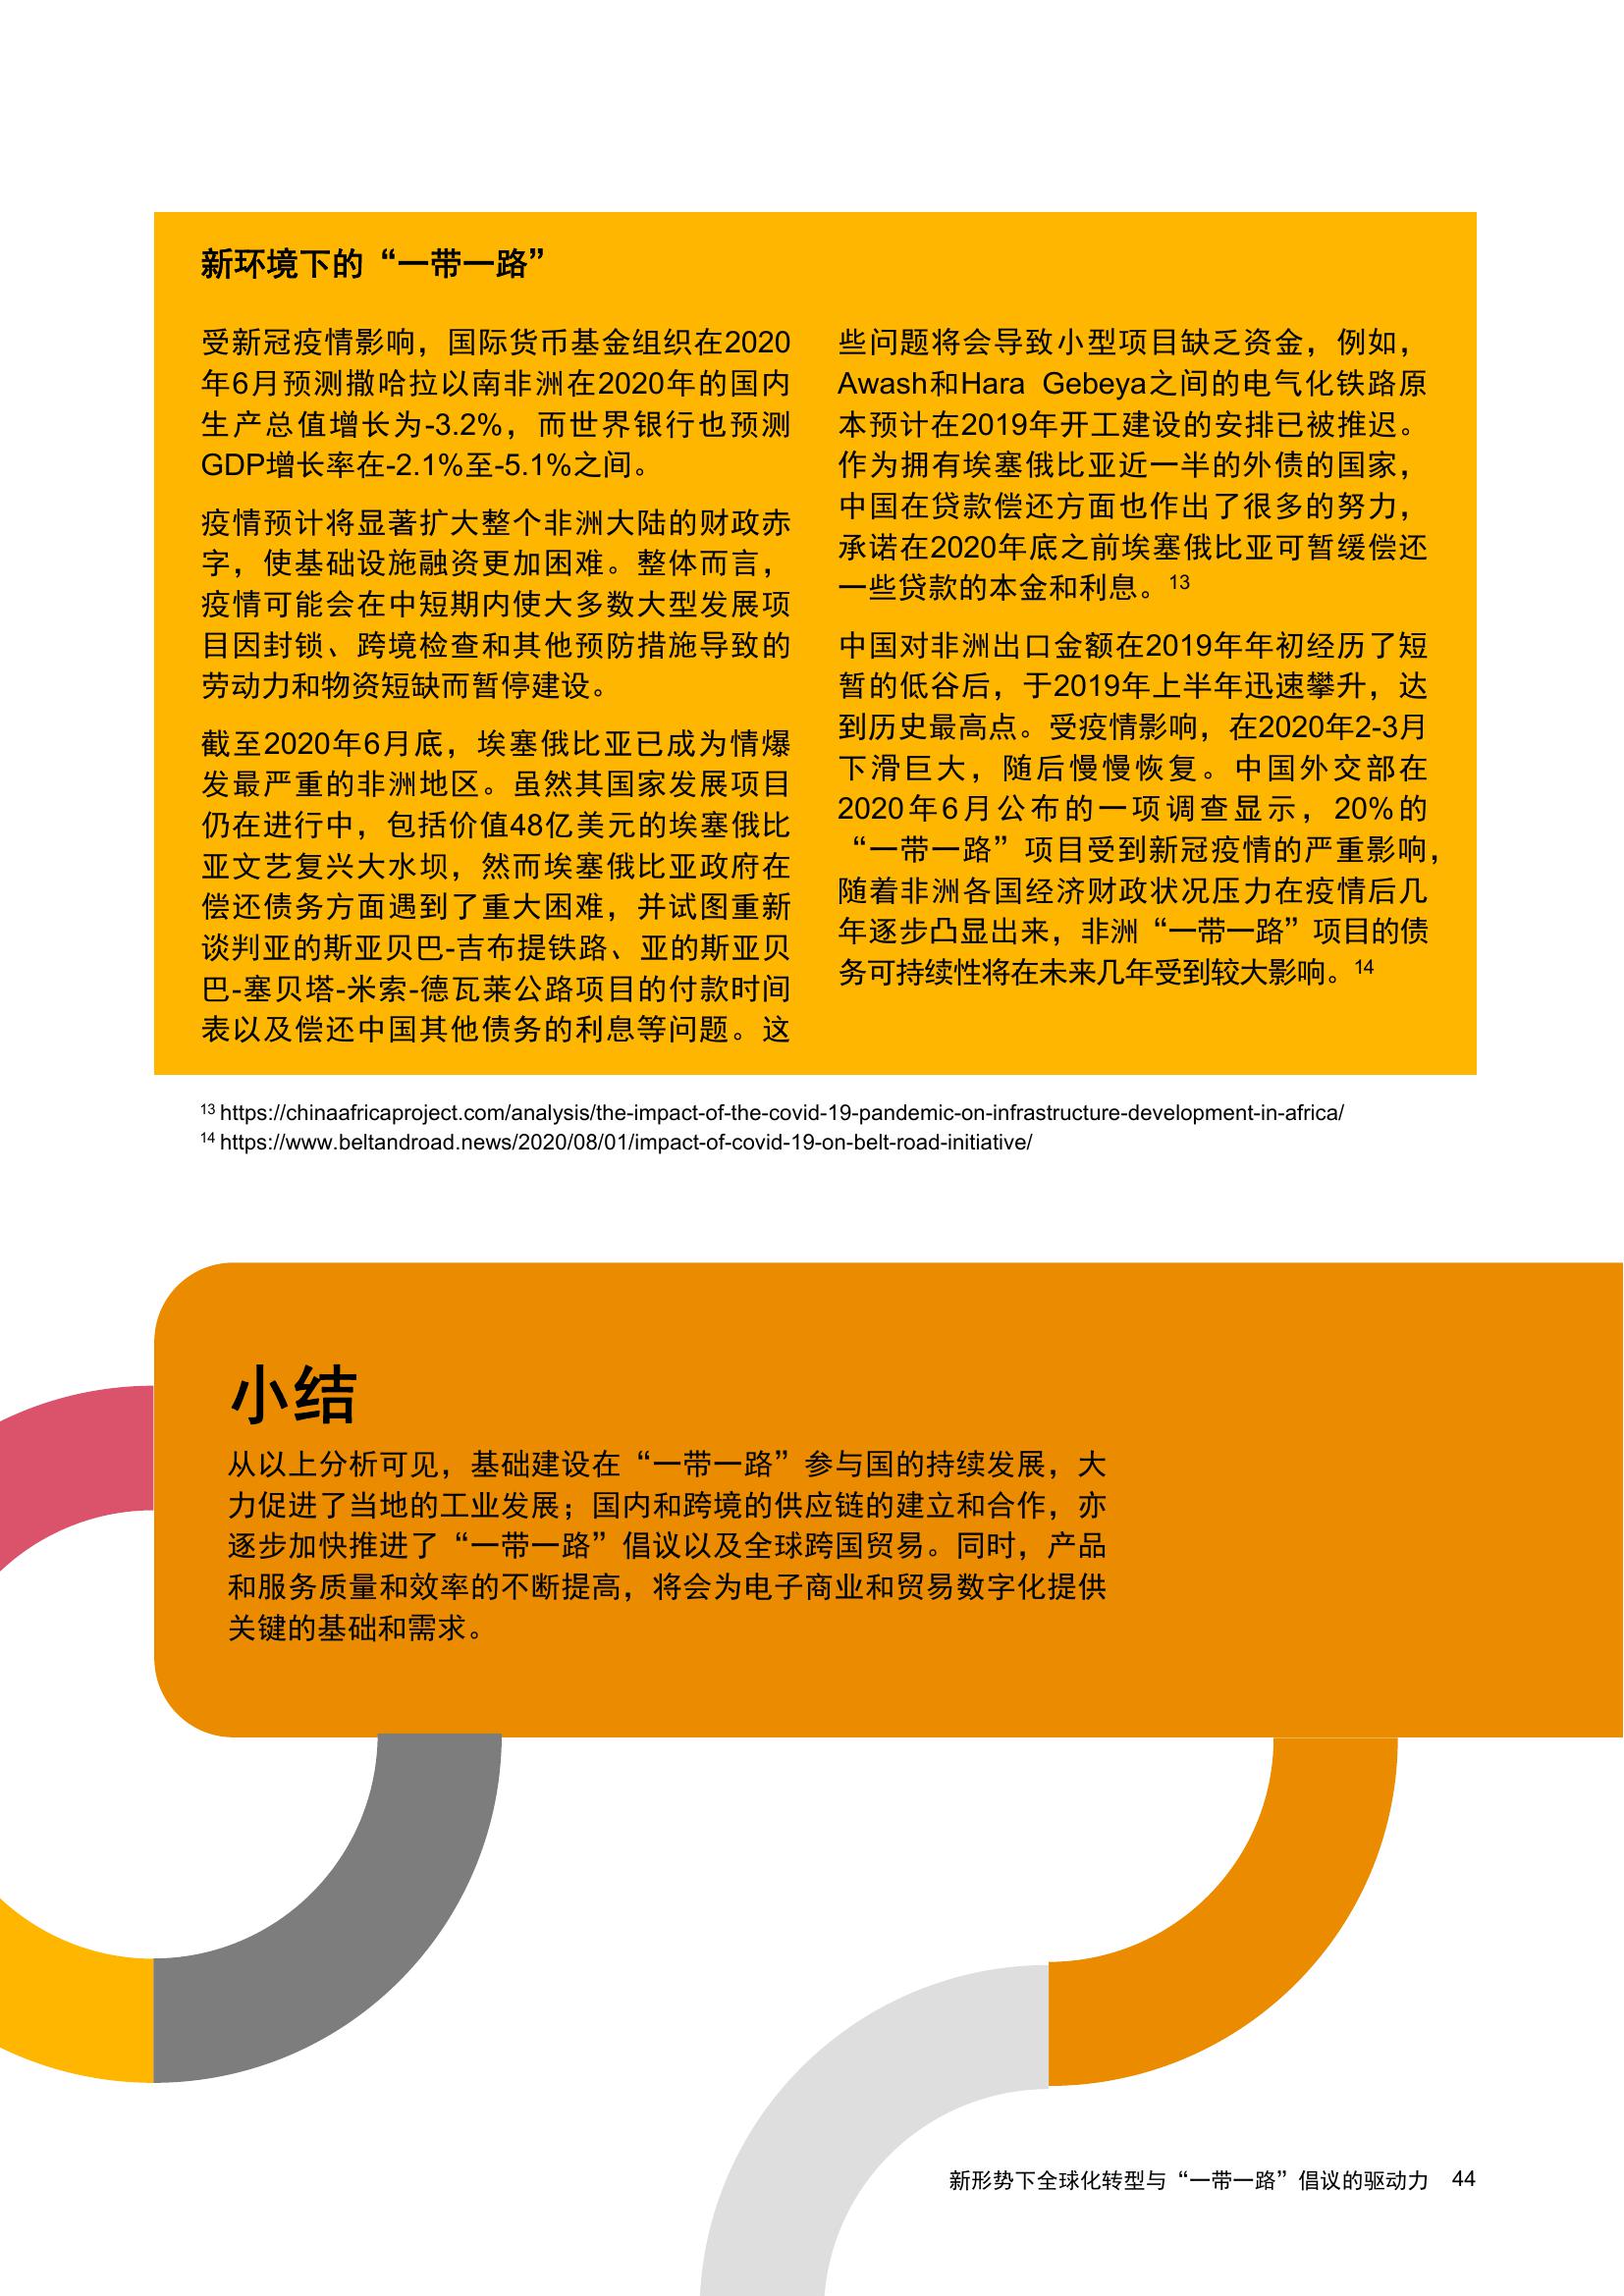 新环境下的“一带一路”
受新冠疫情影响，国际货币基金组织在2020
年6月预测撒哈拉以南非洲在2020年的国内
生产总值增长为-3.2%，而世界银行也预测
GDP增长率在-2.1%至-5.1%之间。
疫情预计将显著扩大整个非洲大陆的财政赤
字，使基础设施融资更加困难。整体而言，
疫情可能会在中短期内使大多数大型发展项
目因封锁、跨境检查和其他预防措施导致的
劳动力和物资短缺而暂停建设。
截至2020年6月底，埃塞俄比亚已成为情爆
发最严重的非洲地区。虽然其国家发展项目
仍在进行中，包括价值48亿美元的埃塞俄比
亚文艺复兴大水坝，然而埃塞俄比亚政府在
偿还债务方面遇到了重大困难，并试图重新
谈判亚的斯亚贝巴-吉布提铁路、亚的斯亚贝
巴-塞贝塔-米索-德瓦莱公路项目的付款时间
表以及偿还中国其他债务的利息等问题。这
些问题将会导致小型项目缺乏资金，例如，
Awash和Hara Gebeya之间的电气化铁路原
本预计在2019年开工建设的安排已被推迟。
作为拥有埃塞俄比亚近一半的外债的国家，
中国在贷款偿还方面也作出了很多的努力，
承诺在2020年底之前埃塞俄比亚可暂缓偿还
一些贷款的本金和利息。13
中国对非洲出口金额在2019年年初经历了短
暂的低谷后，于2019年上半年迅速攀升，达
到历史最高点。受疫情影响，在2020年2-3月
下滑巨大，随后慢慢恢复。中国外交部在
2020年6月公布的一项调查显示，20%的
“一带一路”项目受到新冠疫情的严重影响，
随着非洲各国经济财政状况压力在疫情后几
年逐步凸显出来，非洲“一带一路”项目的债
务可持续性将在未来几年受到较大影响。14
13 https://chinaafricaproject.com/analysis/the-impact-of-the-covid-19-pandemic-on-infrastructure-development-in-africa/
14 https://www.beltandroad.news/2020/08/01/impact-of-covid-19-on-belt-road-initiative/
小结
从以上分析可见，基础建设在“一带一路”参与国的持续发展，大
力促进了当地的工业发展；国内和跨境的供应链的建立和合作，亦
逐步加快推进了“一带一路”倡议以及全球跨国贸易。同时，产品
和服务质量和效率的不断提高，将会为电子商业和贸易数字化提供
关键的基础和需求。
新形势下全球化转型与“一带一路”倡议的驱动力 44